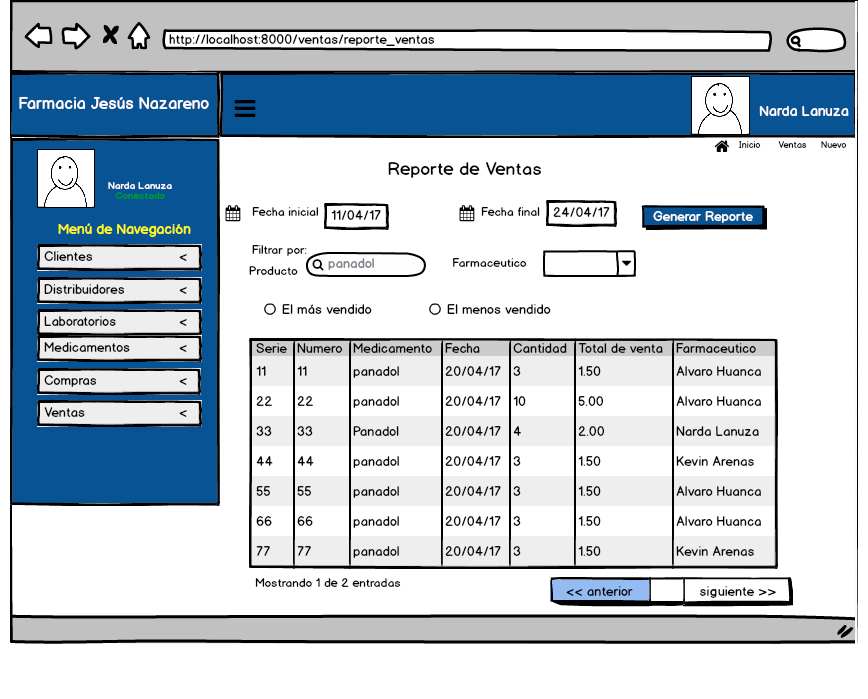 http://localhost:8000/ventas/reporte_ventas
Farmacia Jesús Nazareno
Narda Lanuza
Inicio Ventas Nuevo
Narda Lanuza
Conectado
Menú de Navegación
Clientes <
Distribuidores <
Laboratorios <
Medicamentos <
Compras <
Ventas <
Reporte de Ventas
Fecha inicial 11/04/17 Fecha final 24/04/17 Generar Reporte
Filtrar por:
Producto panadol Farmaceutico
El más vendido El menos vendido
Serie Numero Medicamento Fecha Cantidad Total de venta Farmaceutico
11 11 panadol 20/04/17 3 1.50 Alvaro Huanca
22 22 panadol 20/04/17 10 5.00 Alvaro Huanca
33 33 Panadol 20/04/17 4 2.00 Narda Lanuza
44 44 panadol 20/04/17 3 1.50 Kevin Arenas
55 55 panadol 20/04/17 3 1.50 Alvaro Huanca
66 66 panadol 20/04/17 3 1.50 Alvaro Huanca
77 77 panadol 20/04/17 3 1.50 Kevin Arenas
Mostrando 1 de 2 entradas
<< anterior siguiente >>